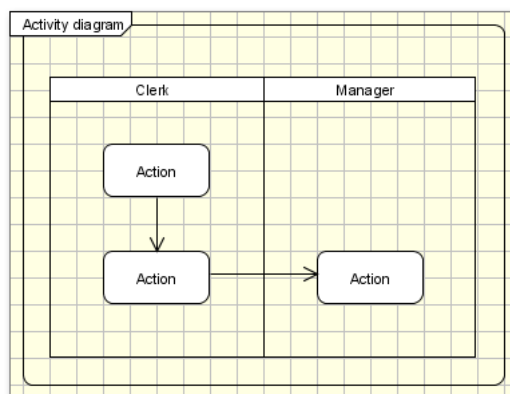 Activity diagram
Clerk
Manager
Action
Action
Action